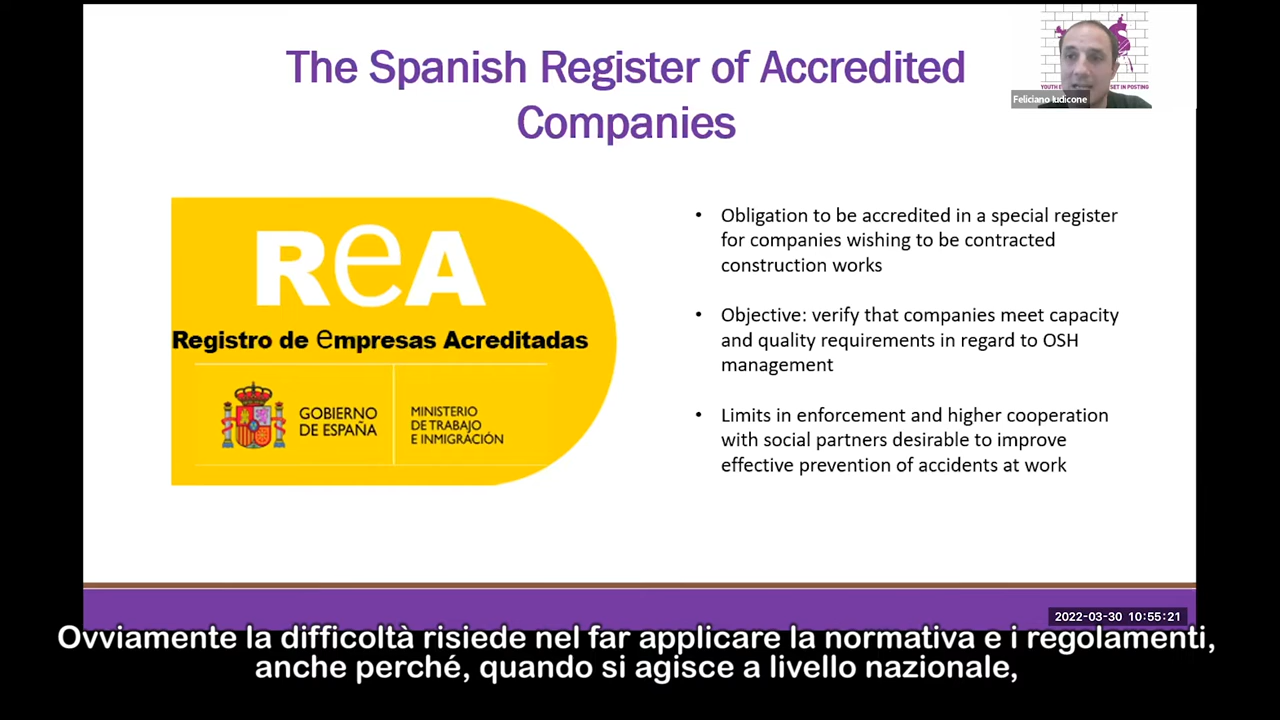 The Spanish Register of Accredited
Companies
YOUTH
SET IN POSTING
Feliciano Iudicone
ReA
Registro de empresas Acreditadas
GOBIERNO
DE ESPAÑA
MINISTERIO
DE TRABAJO
E INMIGRACIÓN
• Obligation to be accredited in a special register
for companies wishing to be contracted
construction works
• Objective: verify that companies meet capacity
and quality requirements in regard to OSH
management
• Limits in enforcement and higher cooperation
with social partners desirable to improve
effective prevention of accidents at work
2022-03-30 10:55:21
Ovviamente la difficoltà risiede nel far applicare la normativa e i regolamenti,
anche perché, quando si agisce a livello nazionale,